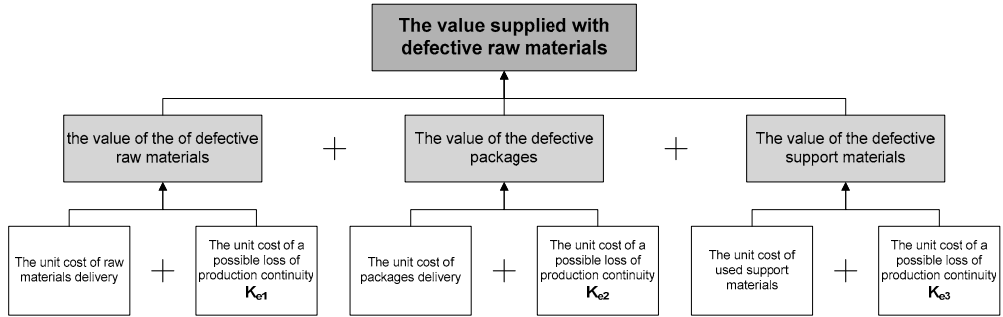 The value supplied with
defective raw materials
the value of the of defective
raw materials
+
The value of the defective
packages
+
The value of the defective
support materials
The unit cost of raw
materials delivery
+
The unit cost of a
possible loss of
production continuity
Ke1
The unit cost of
packages delivery
+
The unit cost of a
possible loss of
production continuity
Ke2
The unit cost of
used support
materials
+
The unit cost of a
possible loss of
production continuity
Ke3